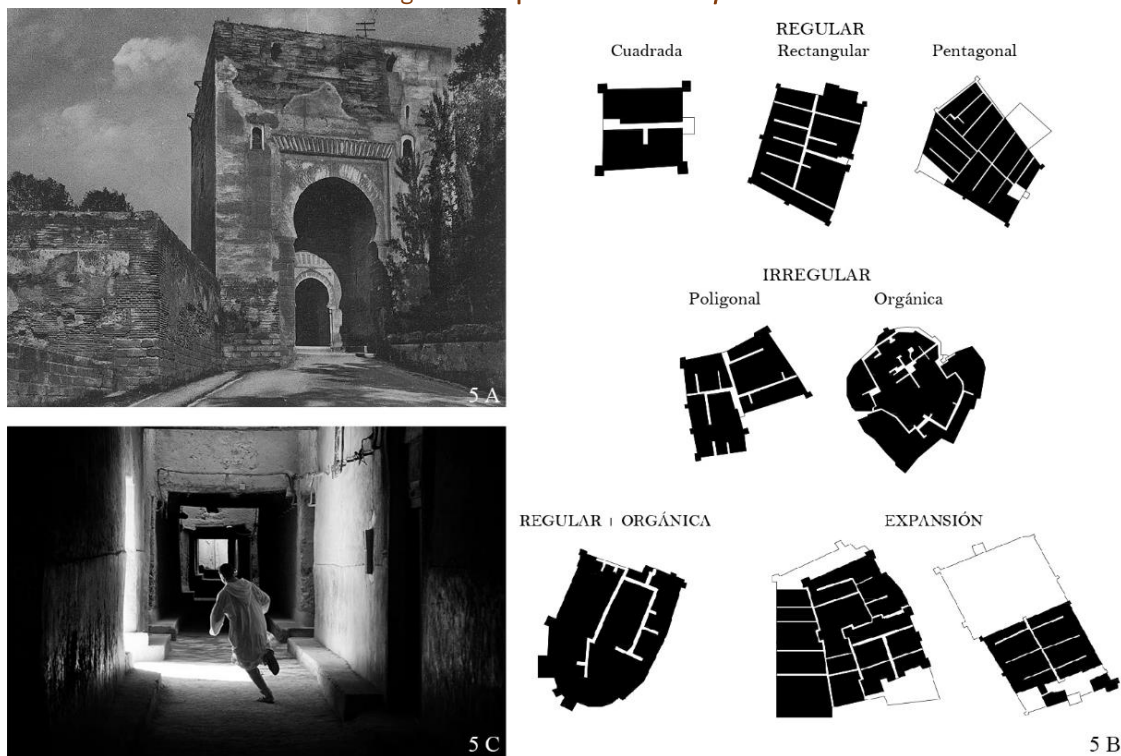 5 A
REGULAR
Cuadrada
Rectangular
Pentagonal
IRREGULAR
Poligonal
Orgánica
5 C
REGULAR + ORGÁNICA
EXPANSIÓN
5 B